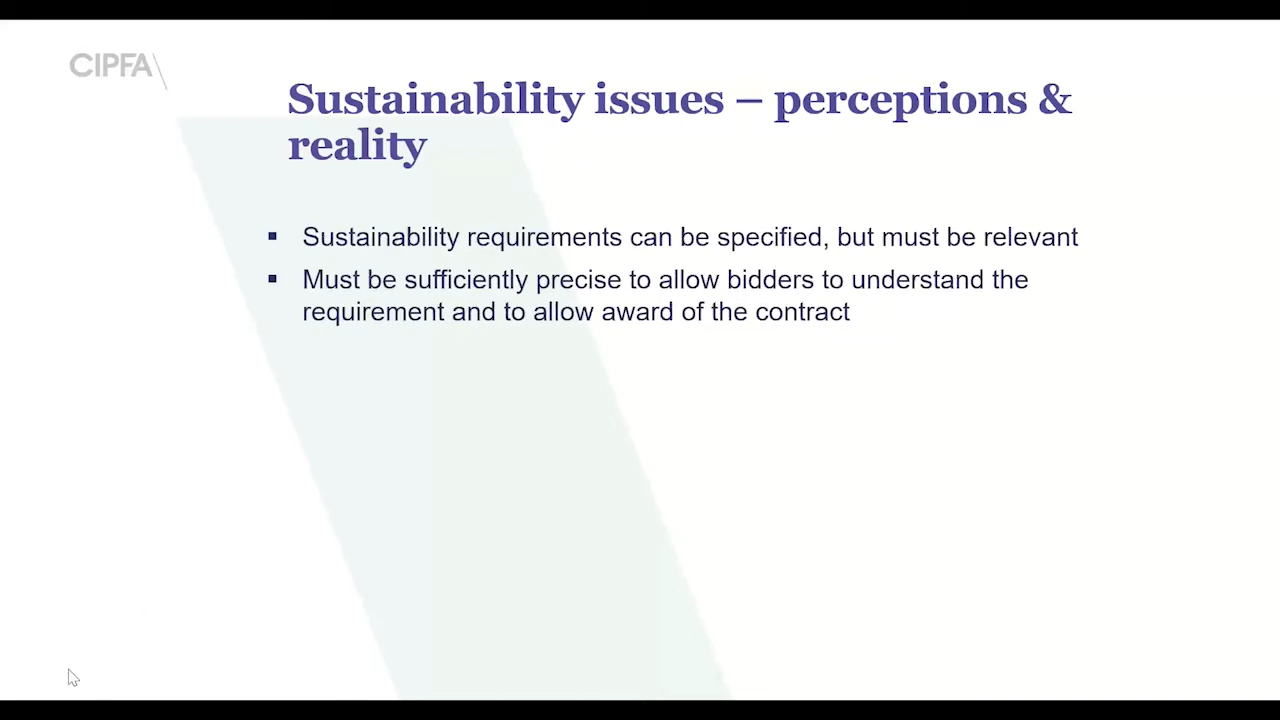 CIPFA
Sustainability issues – perceptions &
reality
▪ Sustainability requirements can be specified, but must be relevant
▪ Must be sufficiently precise to allow bidders to understand the
requirement and to allow award of the contract